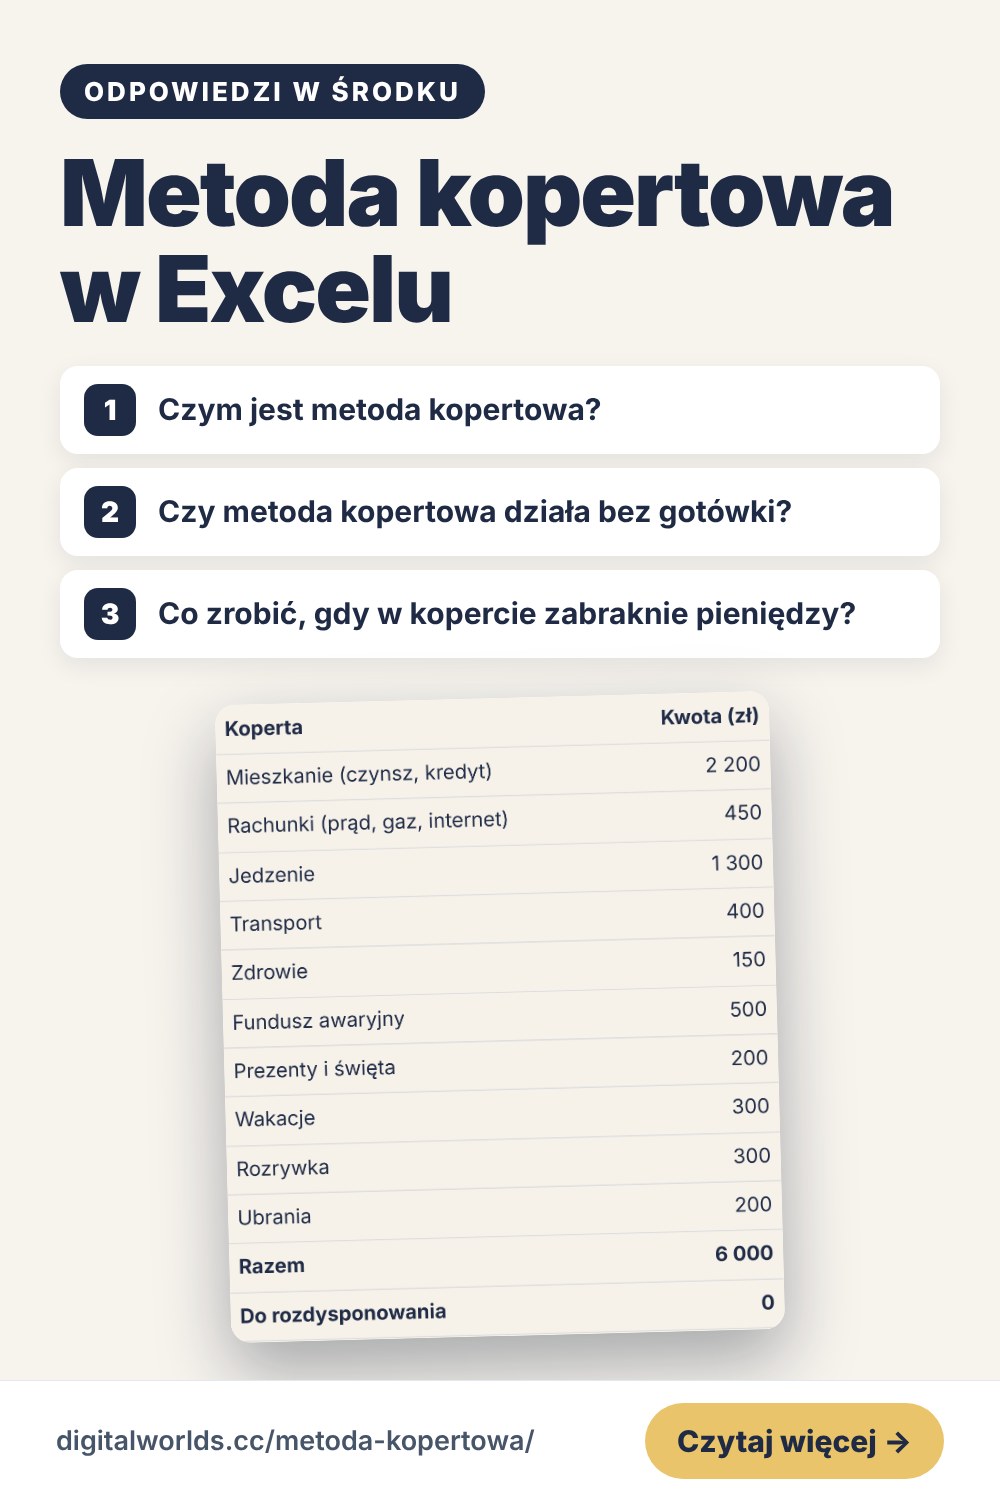 ODPOWIEDZI W ŚRODKU
Metoda kopertowa
w Excelu
1 Czym jest metoda kopertowa?
2 Czy metoda kopertowa działa bez gotówki?
3 Co zrobić, gdy w kopercie zabraknie pieniędzy?
Koperta Kwota (zł)
Mieszkanie (czynsz, kredyt) 2 200
Rachunki (prąd, gaz, internet) 450
Jedzenie 1 300
Transport 400
Zdrowie 150
Fundusz awaryjny 500
Prezenty i święta 200
Wakacje 300
Rozrywka 300
Ubrania 200
Razem 6 000
Do rozdysponowania 0
digitalworlds.cc/metoda-kopertowa/ Czytaj więcej →